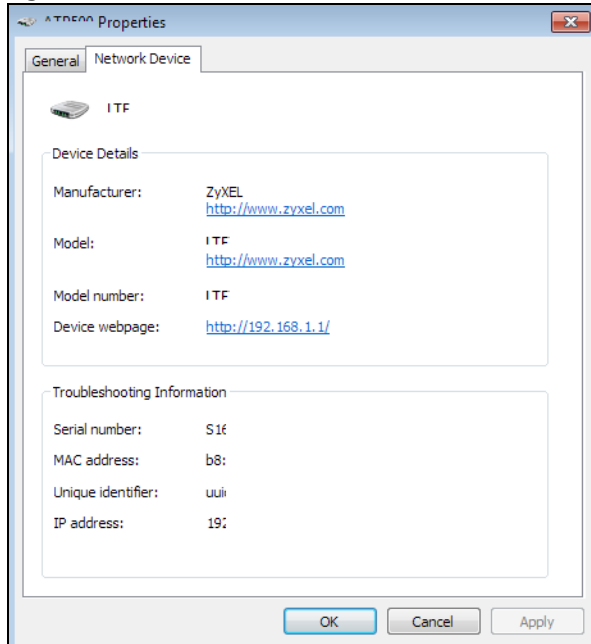 Properties
General Network Device
LTE
Device Details
Manufacturer: ZyXEL
http://www.zyxel.com
Model: LTE
http://www.zyxel.com
Model number: LTE
Device webpage: http://192.168.1.1/
Troubleshooting Information
Serial number: S16
MAC address: b8:
Unique identifier: uui
IP address: 192
OK Cancel Apply